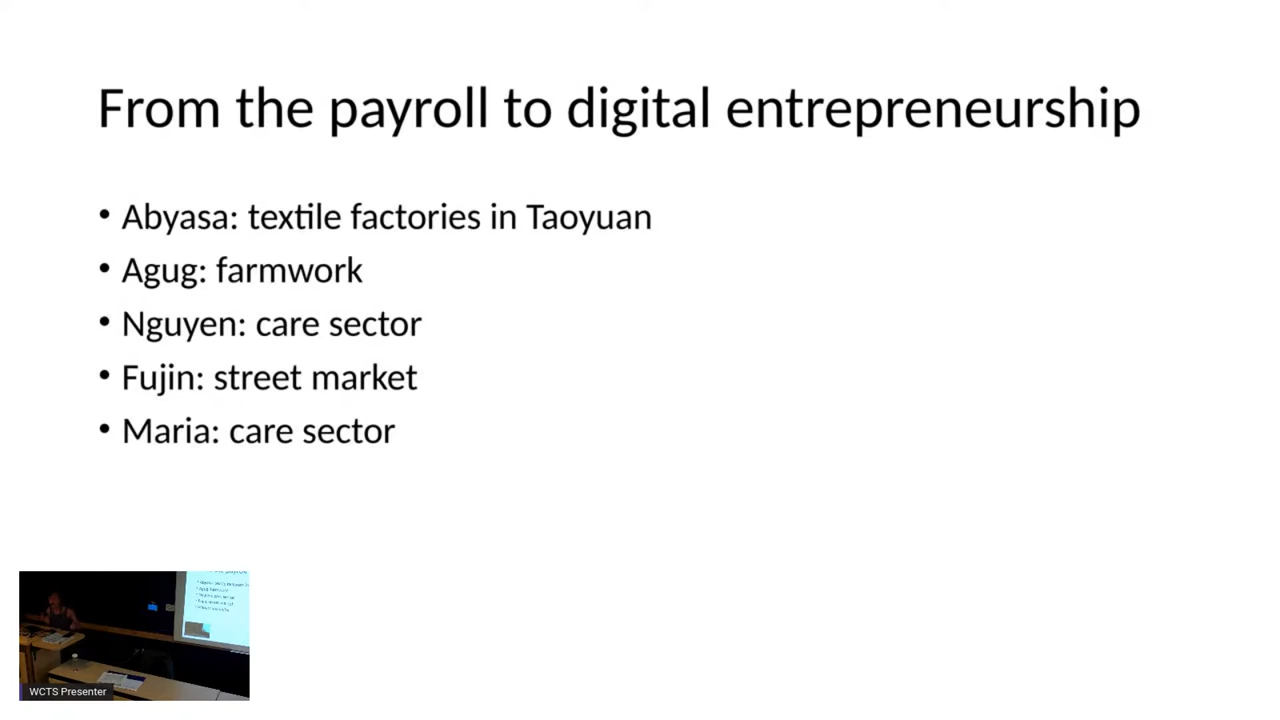 From the payroll to digital entrepreneurship
• Abyasa: textile factories in Taoyuan
• Agug: farmwork
• Nguyen: care sector
• Fujin: street market
• Maria: care sector
WCTS Presenter